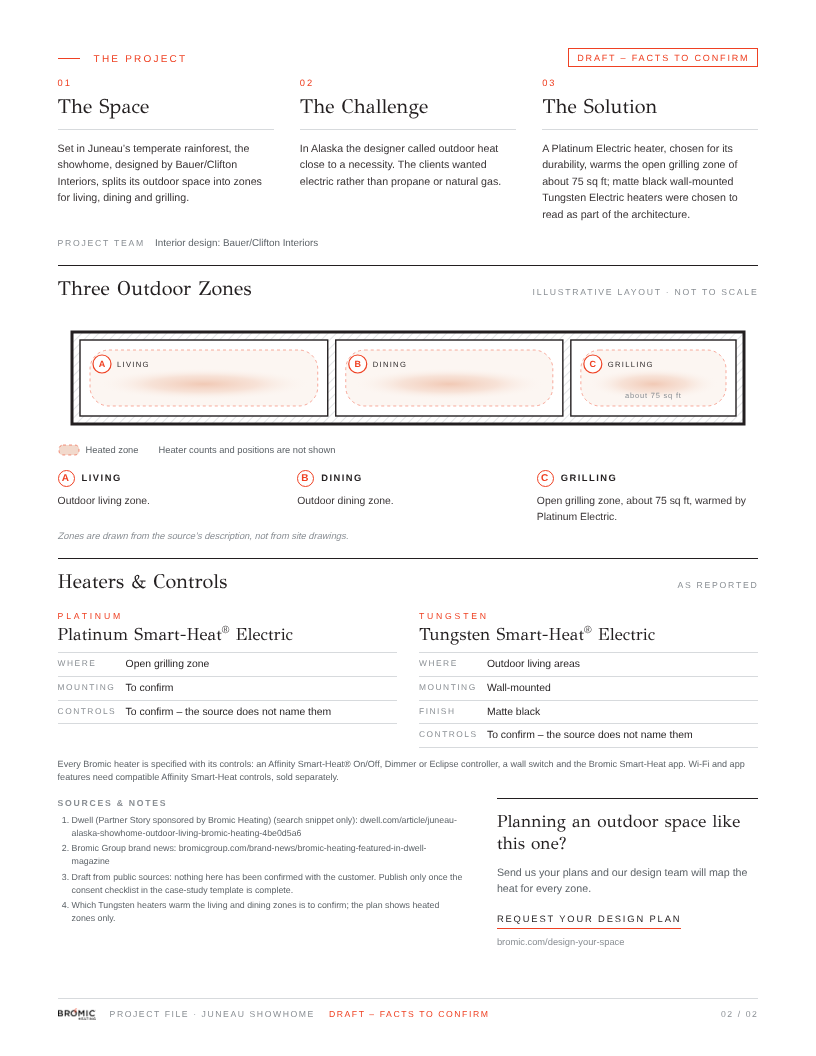 THE PROJECT
DRAFT – FACTS TO CONFIRM
01
The Space
Set in Juneau's temperate rainforest, the
showhome, designed by Bauer/Clifton
Interiors, splits its outdoor space into zones
for living, dining and grilling.
02
The Challenge
In Alaska the designer called outdoor heat
close to a necessity. The clients wanted
electric rather than propane or natural gas.
03
The Solution
A Platinum Electric heater, chosen for its
durability, warms the open grilling zone of
about 75 sq ft; matte black wall-mounted
Tungsten Electric heaters were chosen to
read as part of the architecture.
PROJECT TEAM Interior design: Bauer/Clifton Interiors
Three Outdoor Zones
ILLUSTRATIVE LAYOUT · NOT TO SCALE
A LIVING
B DINING
C GRILLING
about 75 sq ft
Heated zone Heater counts and positions are not shown
A LIVING
Outdoor living zone.
B DINING
Outdoor dining zone.
C GRILLING
Open grilling zone, about 75 sq ft, warmed by
Platinum Electric.
Zones are drawn from the source's description, not from site drawings.
Heaters & Controls
AS REPORTED
PLATINUM
Platinum Smart-Heat® Electric
WHERE Open grilling zone
MOUNTING To confirm
CONTROLS To confirm – the source does not name them
TUNGSTEN
Tungsten Smart-Heat® Electric
WHERE Outdoor living areas
MOUNTING Wall-mounted
FINISH Matte black
CONTROLS To confirm – the source does not name them
Every Bromic heater is specified with its controls: an Affinity Smart-Heat® On/Off, Dimmer or Eclipse controller, a wall switch and the Bromic Smart-Heat app. Wi-Fi and app
features need compatible Affinity Smart-Heat controls, sold separately.
SOURCES & NOTES
1. Dwell (Partner Story sponsored by Bromic Heating) (search snippet only): dwell.com/article/juneau-
alaska-showhome-outdoor-living-bromic-heating-4be0d5a6
2. Bromic Group brand news: bromicgroup.com/brand-news/bromic-heating-featured-in-dwell-
magazine
3. Draft from public sources: nothing here has been confirmed with the customer. Publish only once the
consent checklist in the case-study template is complete.
4. Which Tungsten heaters warm the living and dining zones is to confirm; the plan shows heated
zones only.
Planning an outdoor space like
this one?
Send us your plans and our design team will map the
heat for every zone.
REQUEST YOUR DESIGN PLAN
bromic.com/design-your-space
BROMIC
HEATING
PROJECT FILE · JUNEAU SHOWHOME DRAFT – FACTS TO CONFIRM
02 / 02